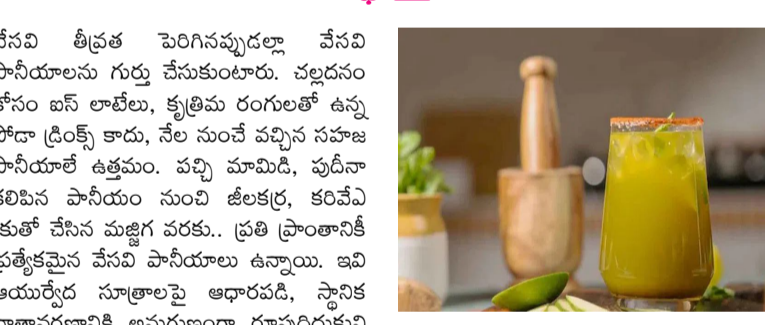 వేసవి తీవ్రత పెరిగినప్పుడల్లా వేసవి
పానీయాలను గుర్తు చేసుకుంటారు. చల్లదనం
కోసం ఐస్ లాటేలు, కృత్రిమ రంగులతో ఉన్న
సోడా డ్రింక్స్ కాదు, నేల నుంచే వచ్చిన సహజ
పానీయాలే ఉత్తమం. పచ్చి మామిడి, పుదీనా
కలిపిన పానీయం నుంచి జీలకర్ర, కరివేఎ
కుతో చేసిన మజ్జిగ వరకు.. ప్రతి ప్రాంతానికీ
ప్రత్యేకమైన వేసవి పానీయాలు ఉన్నాయి. ఇవి
ఆయుర్వేద సూత్రాలపై ఆధారపడి, స్థానిక